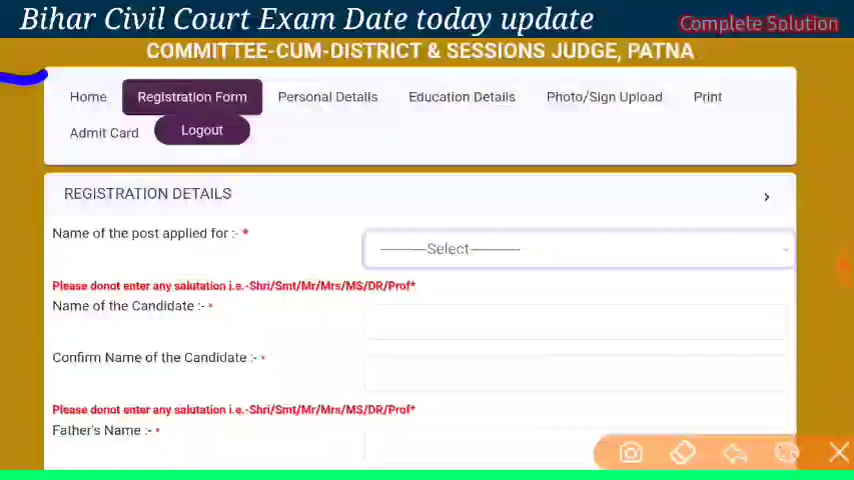 Bihar Civil Court Exam Date today update
Complete Solution
COMMITTEE-CUM-DISTRICT & SESSIONS JUDGE, PATNA
Home Registration Form Personal Details Education Details Photo/Sign Upload Print
Admit Card Logout
REGISTRATION DETAILS
Name of the post applied for :- *
--------Select--------
Please donot enter any salutation i.e.-Shri/Smt/Mr/Mrs/MS/DR/Prof*
Name of the Candidate :- *
Confirm Name of the Candidate :- *
Please donot enter any salutation i.e.-Shri/Smt/Mr/Mrs/MS/DR/Prof*
Father's Name :- *